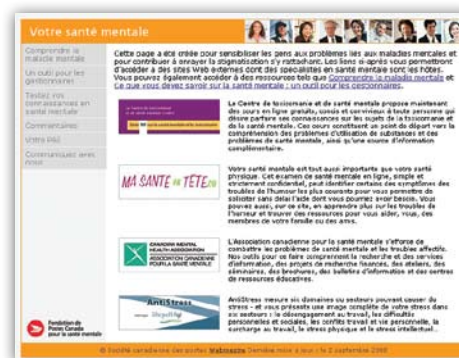 Votre santé mentale
Comprendre la
maladie mentale
Un outil pour les
gestionnaires
Testez vos
connaissances en
santé mentale
Commentaires
Votre PAE
Communiquez avec
nous
Cette page a été créée pour sensibiliser les gens aux problèmes liés aux maladies mentales et
pour contribuer à enrayer la stigmatisation s'y rattachant. Les liens ci-après vous permettront
d'accéder à des sites Web externes dont des spécialistes en santé mentale sont les hôtes.
Vous pouvez également accéder à des ressources tels que Comprendre la maladie mentale et
Ce que vous devez savoir sur la santé mentale : un outil pour les gestionnaires.
Le Centre de toxicomanie et de santé mentale propose maintenant
des cours en ligne gratuits, aisés et conviviaux à toute personne qui
désire parfaire ses connaissances sur les sujets de la toxicomanie et
de la santé mentale. Ces cours constituent un point de départ vers la
compréhension des problèmes d'utilisation de substances et des
problèmes de santé mentale, ainsi qu'une source d'information
complémentaire.
MA SANTÉ en TÊTE.ca
Votre santé mentale est tout aussi importante que votre santé
physique. Cet examen de santé mentale en ligne, simple et
strictement confidentiel, peut identifier certains des symptômes des
troubles de l'humeur les plus courants pour vous permettre de
solliciter sans délai l'aide dont vous pourriez avoir besoin. Vous
pouvez aussi, sur ce site, en apprendre plus sur les troubles de
l'humeur et trouver des ressources pour vous aider, vous, des
membres de votre famille ou des amis.
CANADIAN MENTAL
HEALTH ASSOCIATION
ASSOCIATION CANADIENNE
POUR LA SANTÉ MENTALE
L'Association canadienne pour la santé mentale s'efforce de
connaître les problèmes de santé mentale et les troubles affectifs.
Nos outils pour ce faire comprennent la recherche et des services
d'information, des projets de recherche financés, des ateliers, des
séminaires, des brochures, des bulletins d'information et des centres
de ressources éducatives.
AntiStress
AntiStress mesure six domaines ou secteurs pouvant causer du
stress – et vous présente une image complète de votre stress dans
six secteurs : le désengagement au travail, les difficultés
personnelles et sociales, les conflits travail et vie personnelle, la
surcharge au travail, le stress physique et le stress intellectuel.
Fondation de
Postes Canada
pour la santé mentale
© Société canadienne des postes Webmestre Dernière mise à jour : le 2 septembre 2008